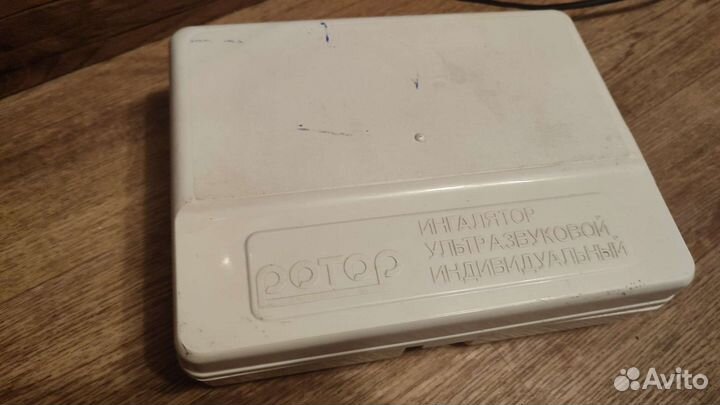 РОТОР
ИНГАЛЯТОР
УЛЬТРАЗВУКОВОЙ
ИНДИВИДУАЛЬНЫЙ
Avito